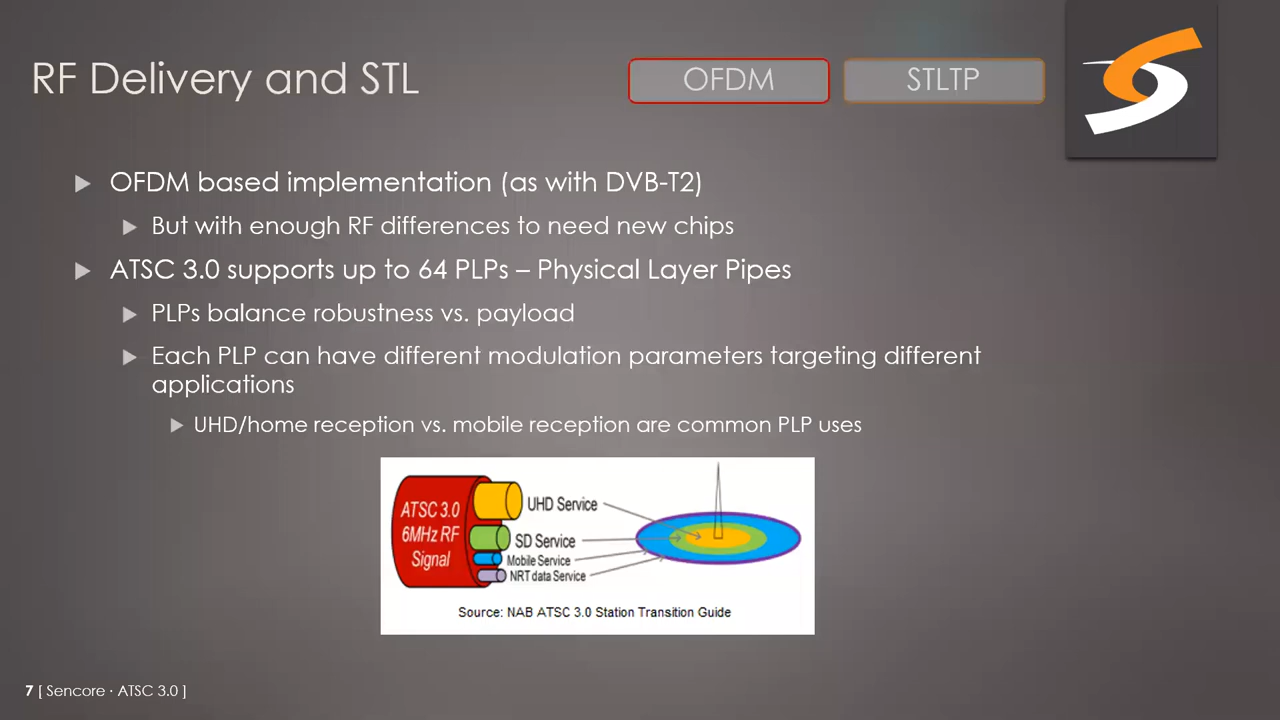 RF Delivery and STL
OFDM
STLTP
OFDM based implementation (as with DVB-T2)
But with enough RF differences to need new chips
ATSC 3.0 supports up to 64 PLPs – Physical Layer Pipes
PLPs balance robustness vs. payload
Each PLP can have different modulation parameters targeting different
applications
UHD/home reception vs. mobile reception are common PLP uses
ATSC 3.0
6MHz RF
Signal
UHD Service
SD Service
Mobile Service
NRT data Service
Source: NAB ATSC 3.0 Station Transition Guide
7 [ Sencore · ATSC 3.0 ]